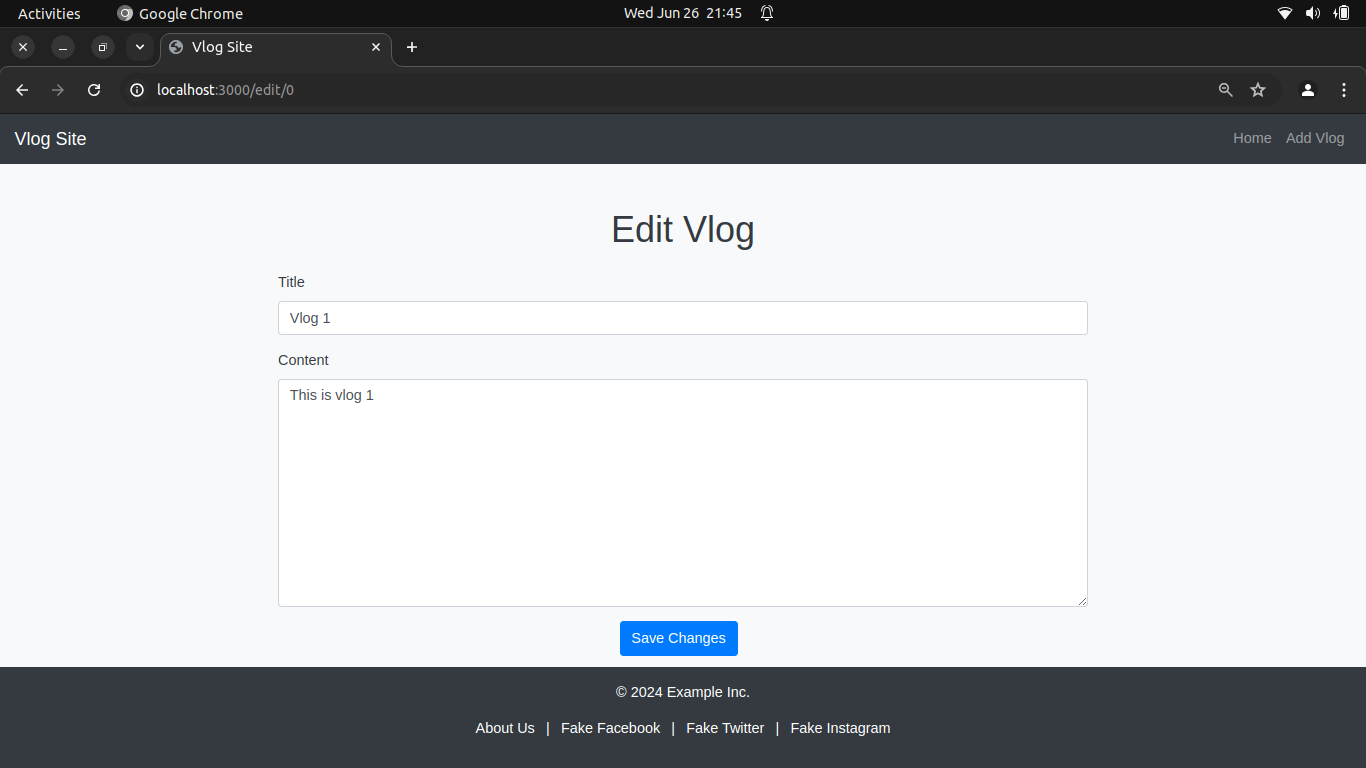 Activities Google Chrome Wed Jun 26 21:45
Vlog Site
localhost:3000/edit/0
Vlog Site Home Add Vlog
Edit Vlog
Title
Vlog 1
Content
This is vlog 1
Save Changes
© 2024 Example Inc.
About Us | Fake Facebook | Fake Twitter | Fake Instagram